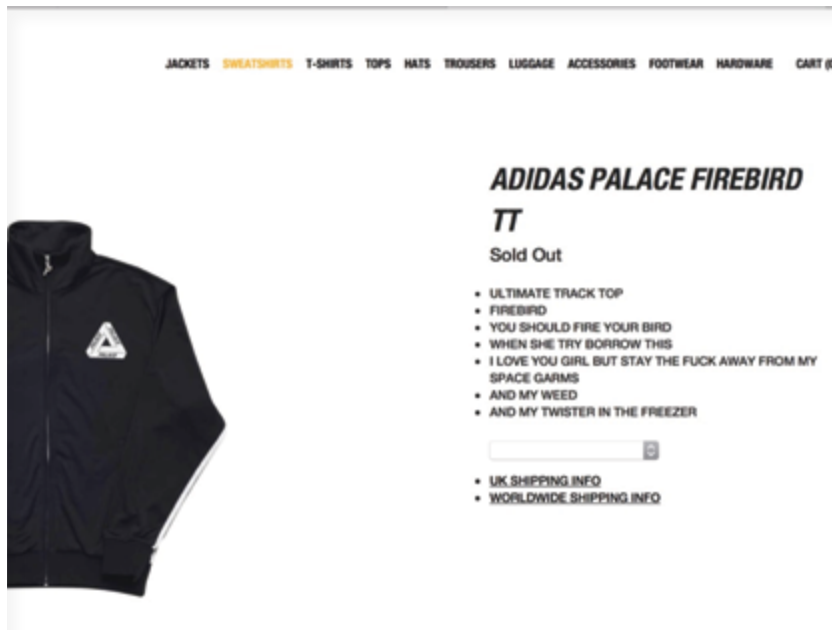 JACKETS SWEATSHIRTS T-SHIRTS TOPS HATS TROUSERS LUGGAGE ACCESSORIES FOOTWEAR HARDWARE CART
ADIDAS PALACE FIREBIRD
TT
Sold Out
• ULTIMATE TRACK TOP
• FIREBIRD
• YOU SHOULD FIRE YOUR BIRD
• WHEN SHE TRY BORROW THIS
• I LOVE YOU GIRL BUT STAY THE FUCK AWAY FROM MY
SPACE GARMS
• AND MY WEED
• AND MY TWISTER IN THE FREEZER
PALACE
• UK SHIPPING INFO
• WORLDWIDE SHIPPING INFO